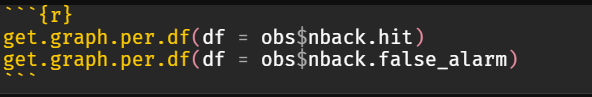 ```{r}
get.graph.per.df(df = obs$nback.hit)
get.graph.per.df(df = obs$nback.false_alarm)
```